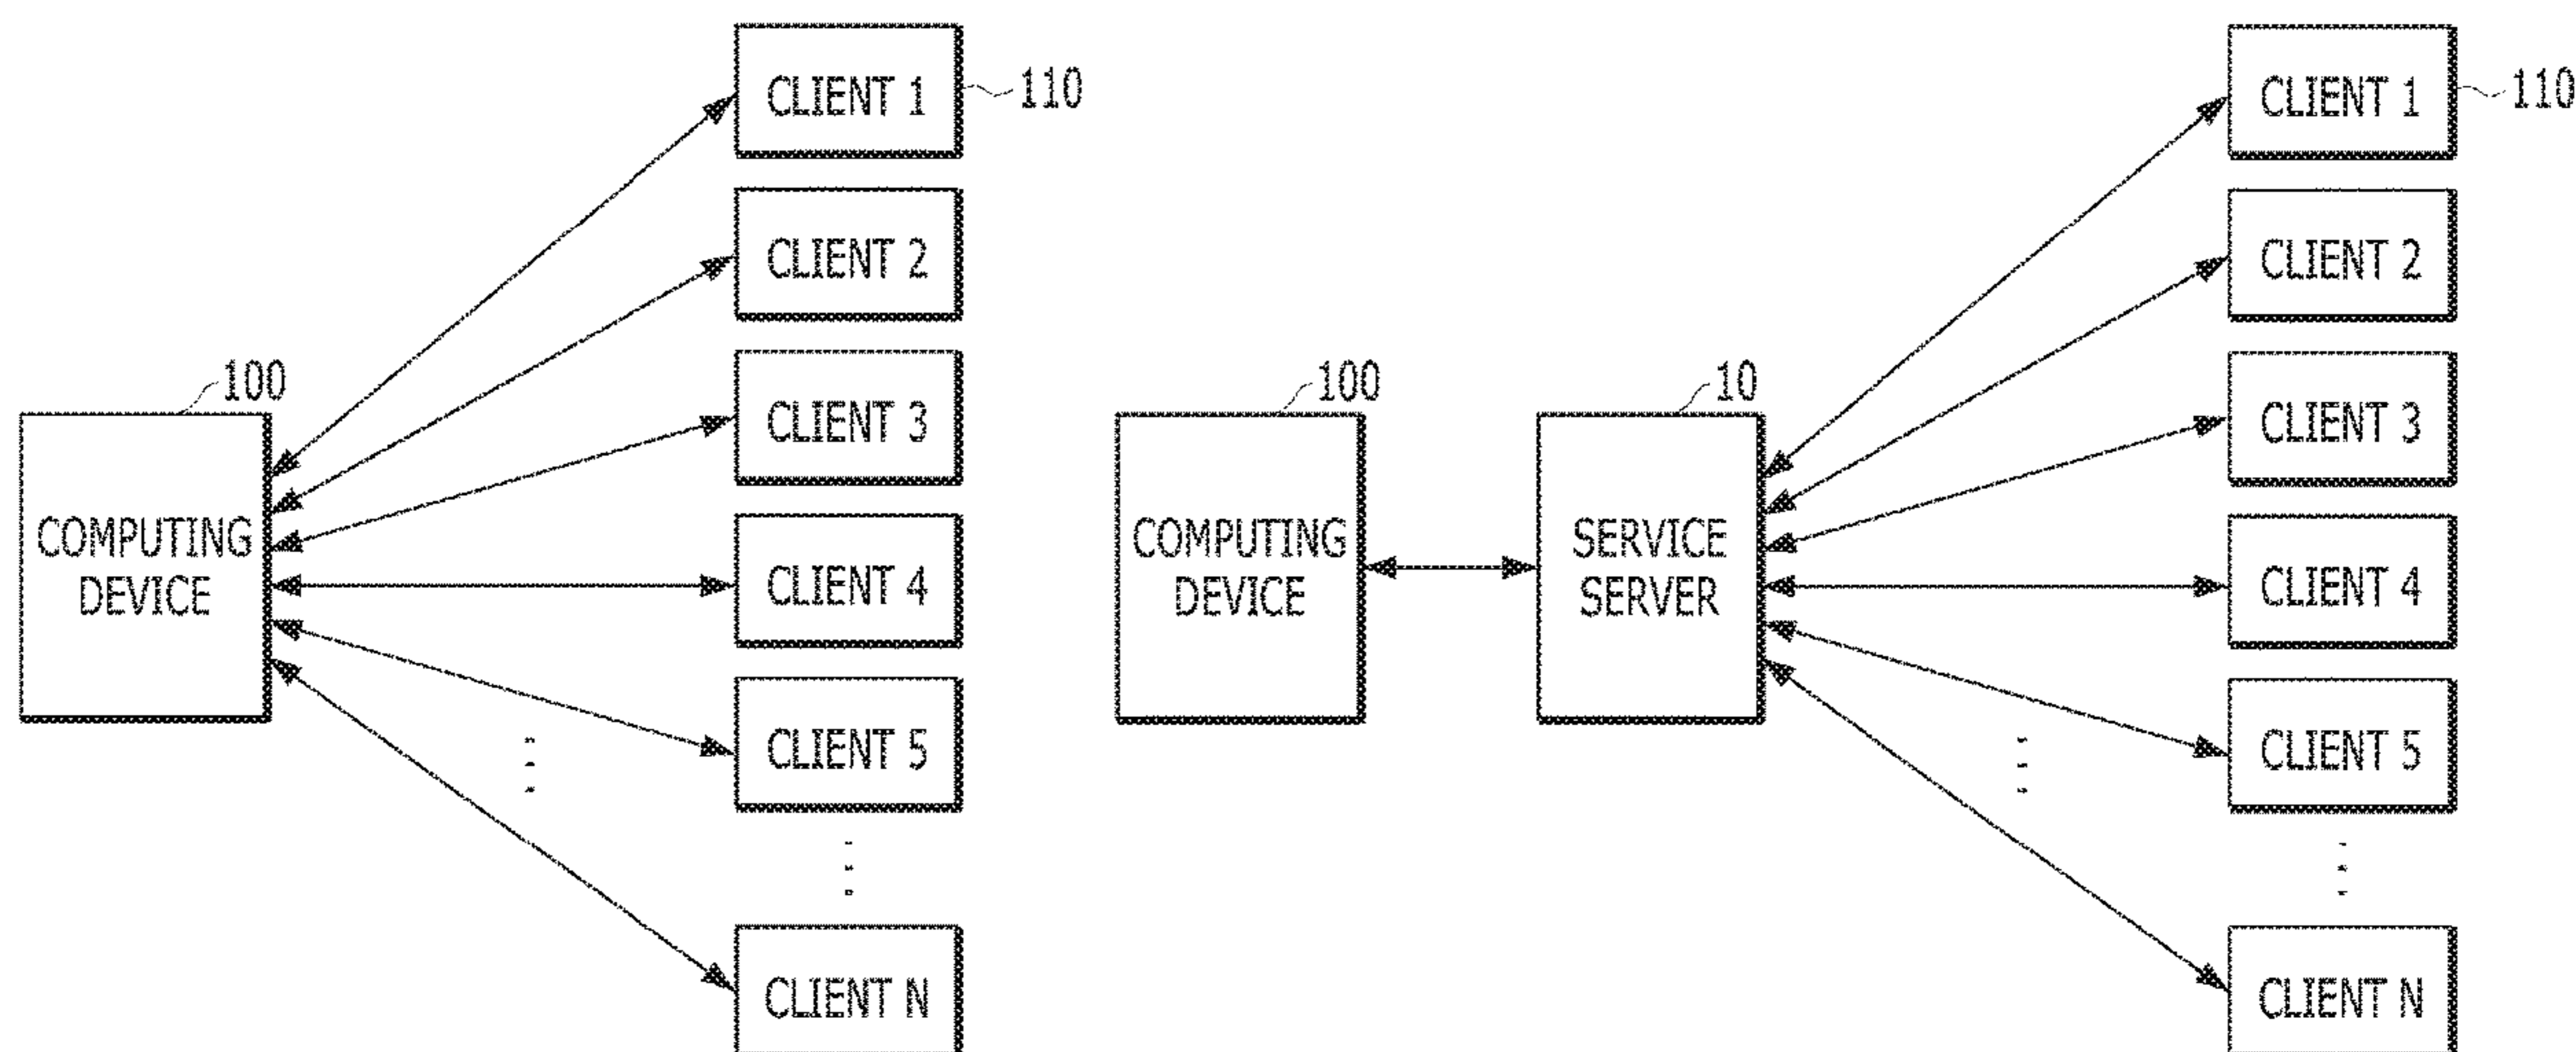 CLIENT 1
110
CLIENT 2
CLIENT 3
100
COMPUTING
DEVICE
CLIENT 4
CLIENT 5
CLIENT N
CLIENT 1
110
CLIENT 2
CLIENT 3
100
COMPUTING
DEVICE
10
SERVICE
SERVER
CLIENT 4
CLIENT 5
CLIENT N